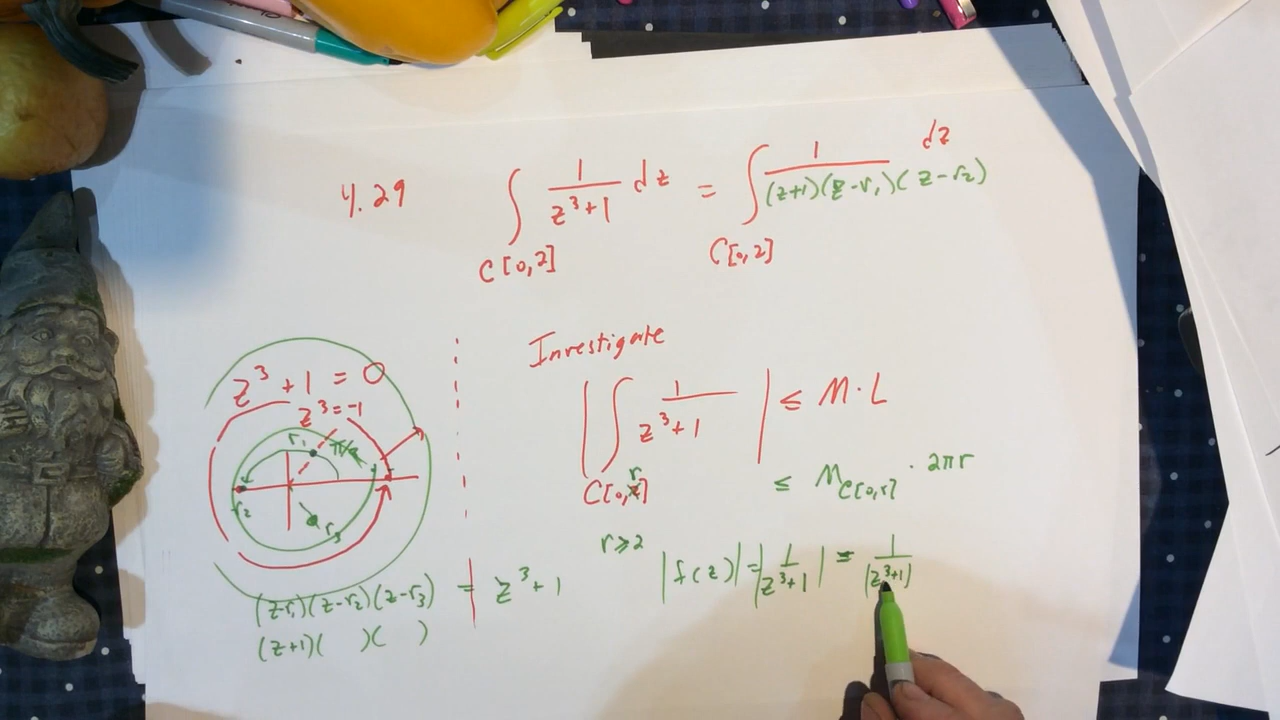 4.29 ∫ 1/(z³+1) dz = ∫ 1/((z+1)(z-r₁)(z-r₂)) dz
C[0,2] C[0,2]
Investigate
| ∫ 1/(z³+1) | ≤ M·L
C[0,r]
≤ M_C[0,r] · 2πr
r≥2 |f(z)| = |1/(z³+1)| = 1/|z³+1|
z³ + 1 = 0
z³ = -1
r₁
r₂
r₃
(z-r₁)(z-r₂)(z-r₃) = z³+1
(z+1)( )( )